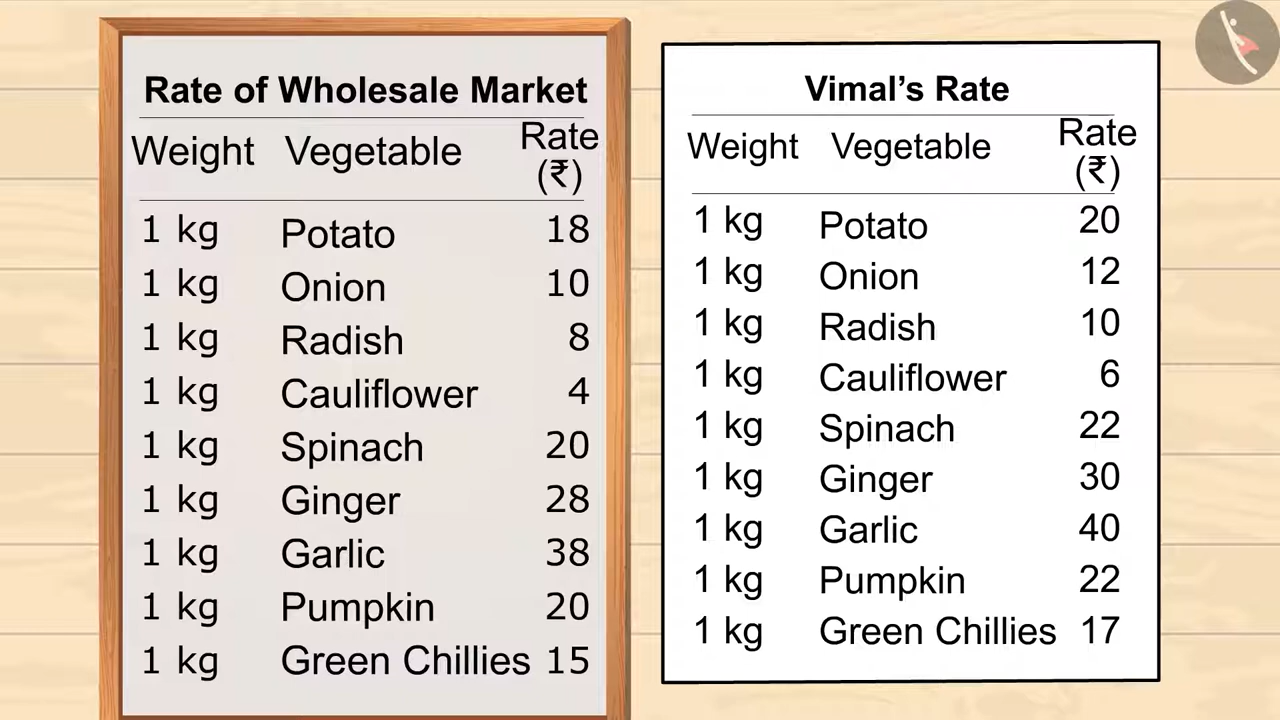 Rate of Wholesale Market
Weight Vegetable Rate (₹)
1 kg Potato 18
1 kg Onion 10
1 kg Radish 8
1 kg Cauliflower 4
1 kg Spinach 20
1 kg Ginger 28
1 kg Garlic 38
1 kg Pumpkin 20
1 kg Green Chillies 15
Vimal’s Rate
Weight Vegetable Rate (₹)
1 kg Potato 20
1 kg Onion 12
1 kg Radish 10
1 kg Cauliflower 6
1 kg Spinach 22
1 kg Ginger 30
1 kg Garlic 40
1 kg Pumpkin 22
1 kg Green Chillies 17